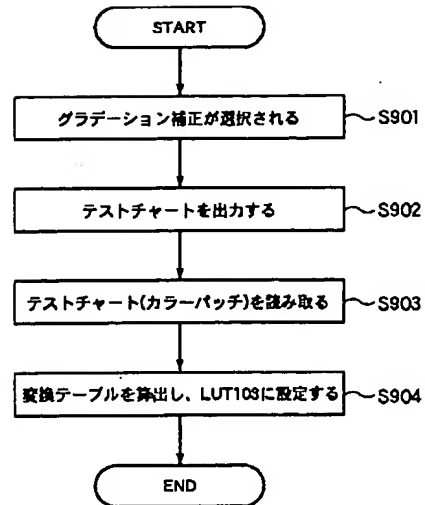 START
グラデーション補正が選択される
S901
テストチャートを出力する
S902
テストチャート(カラーパッチ)を読み取る
S903
変換テーブルを算出し、LUT103に設定する
S904
END